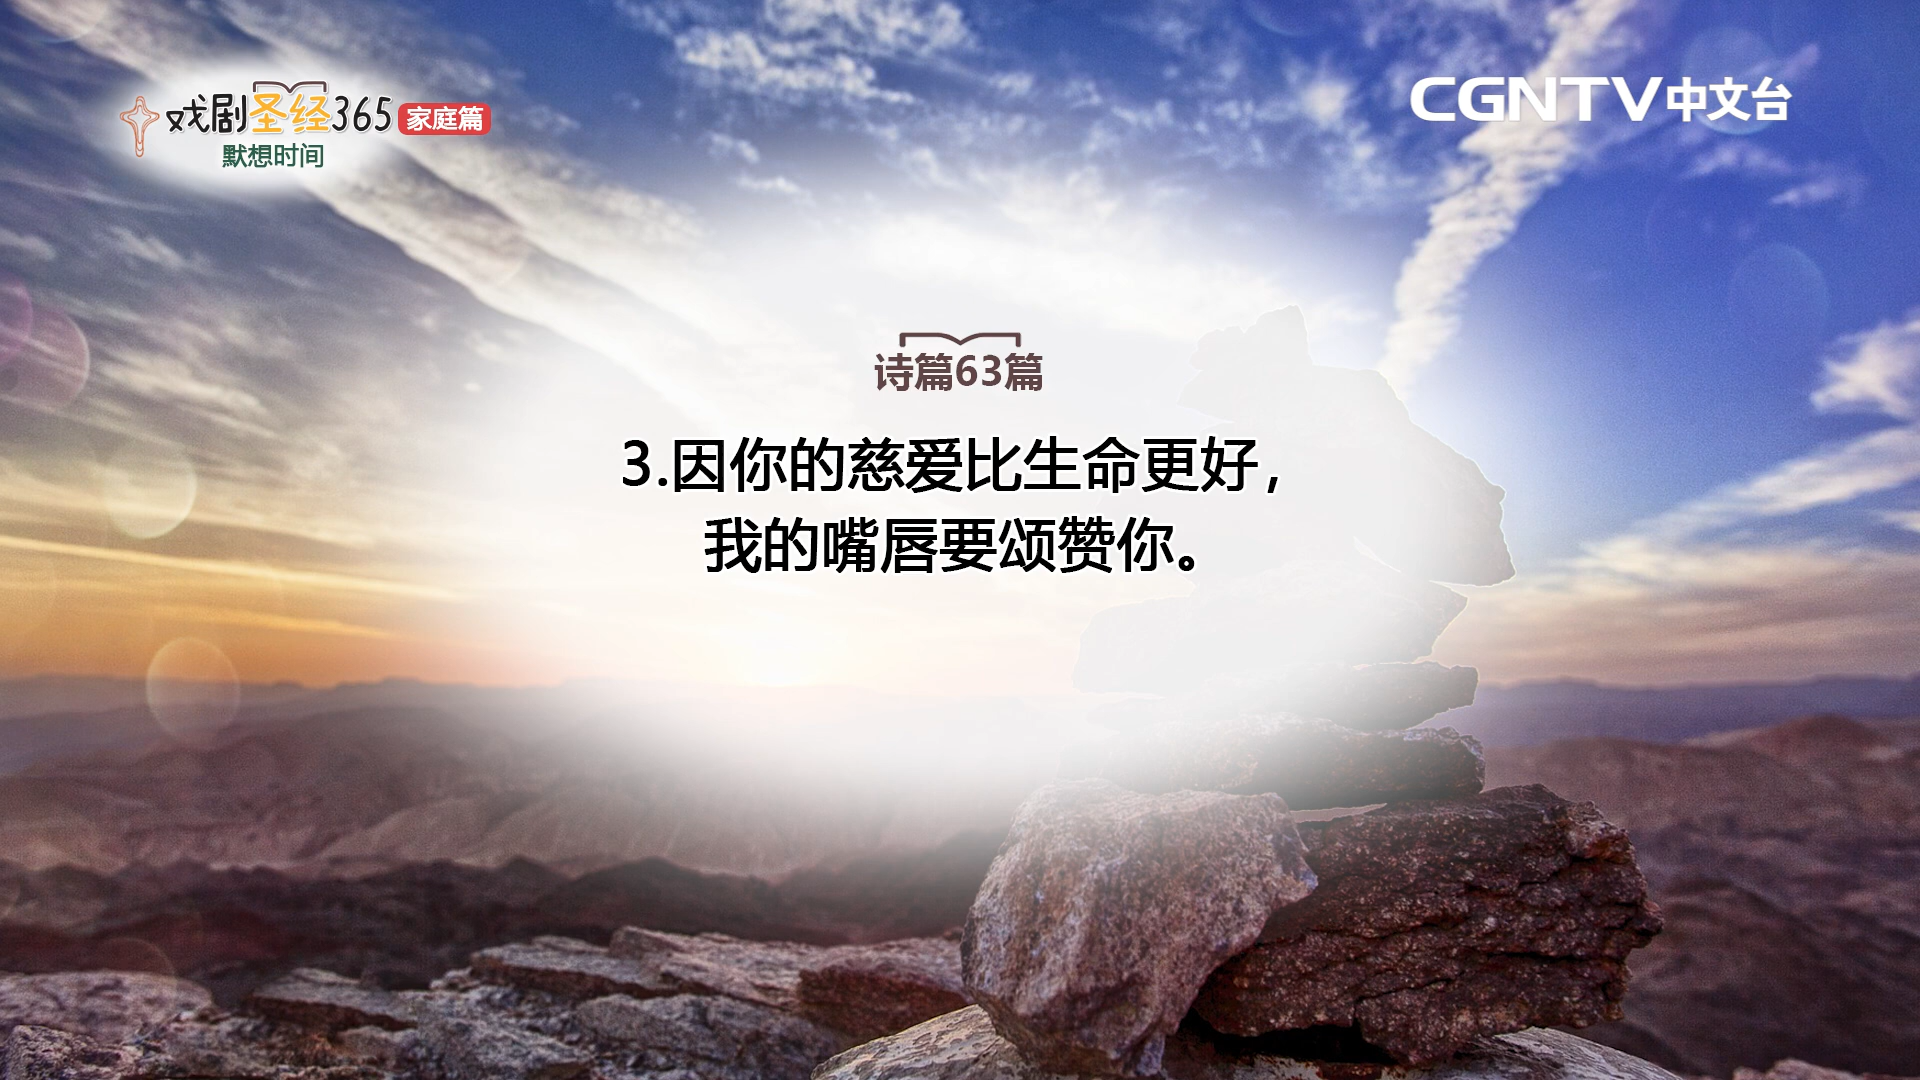 戏剧圣经365 家庭篇
默想时间
CGNTV中文台
诗篇63篇
3.因你的慈爱比生命更好，
我的嘴唇要颂赞你。